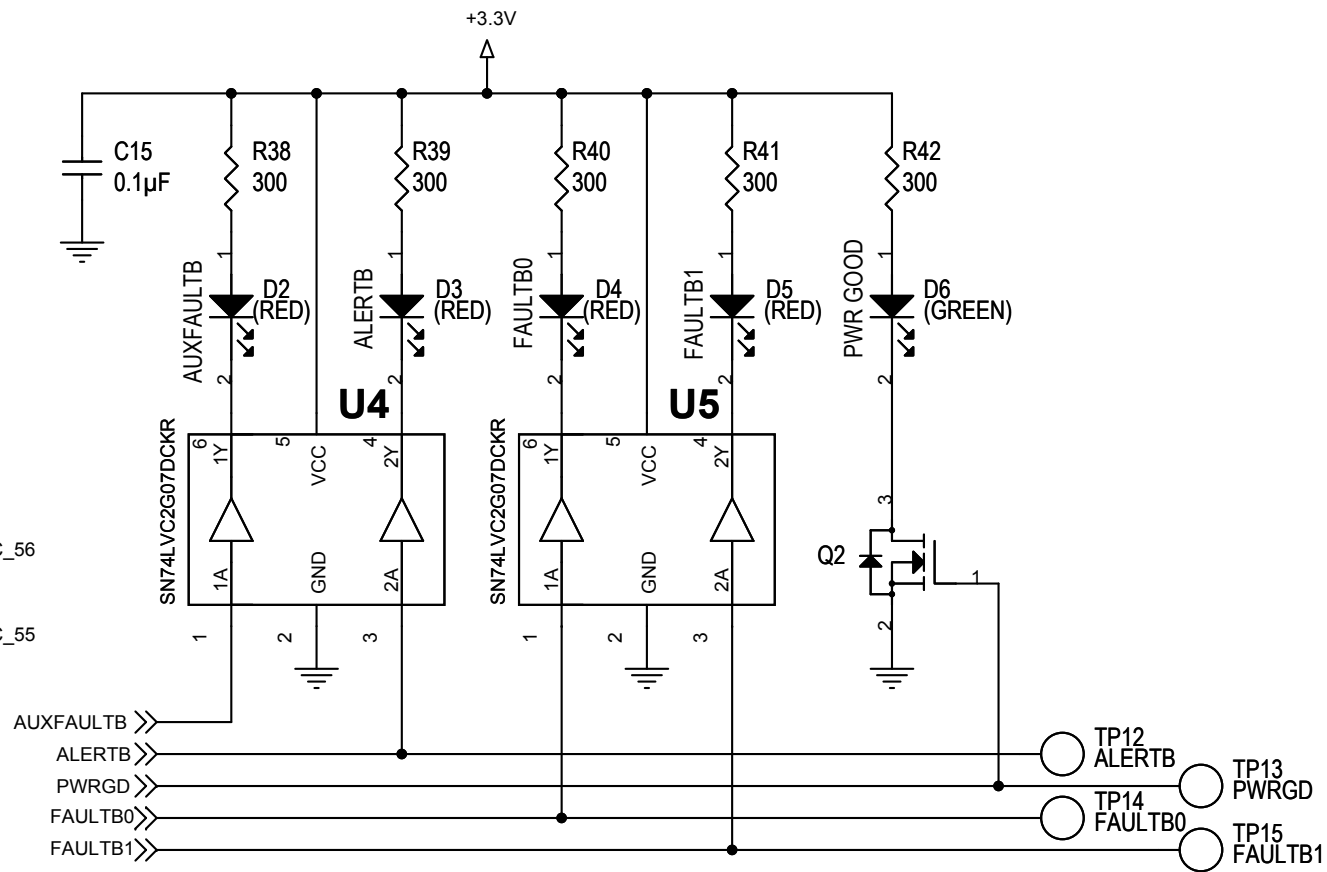 +3.3V
C15
0.1µF
R38
300
R39
300
R40
300
R41
300
R42
300
1
1
1
1
1
AUXFAULTB
ALERTB
FAULTB0
FAULTB1
PWR GOOD
D2
(RED)
D3
(RED)
D4
(RED)
D5
(RED)
D6
(GREEN)
2
2
2
2
2
U4
U5
SN74LVC2G07DCKR
6
1Y
5
VCC
4
2Y
1A
GND
2A
1
2
3
SN74LVC2G07DCKR
6
1Y
5
VCC
4
2Y
1A
GND
2A
1
2
3
3
Q2
1
2
_56
_55
AUXFAULTB
ALERTB
PWRGD
FAULTB0
FAULTB1
TP12
ALERTB
TP13
PWRGD
TP14
FAULTB0
TP15
FAULTB1